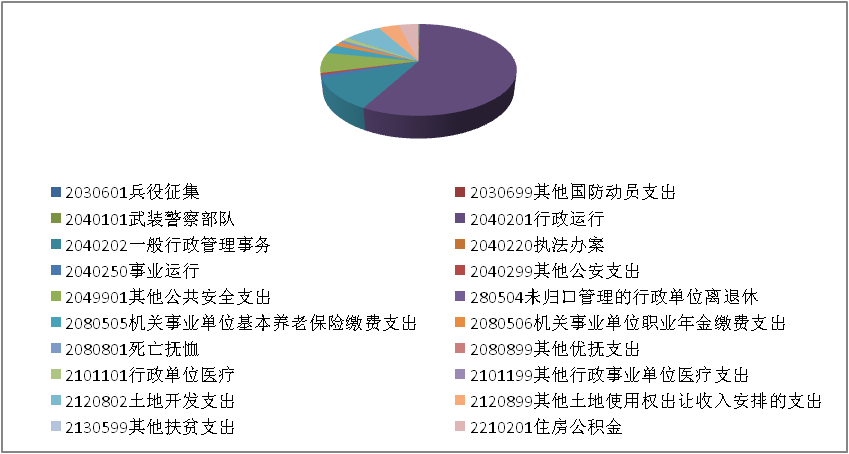 2030601兵役征集
2030699其他国防动员支出
2040101武装警察部队
2040201行政运行
2040202一般行政管理事务
2040220执法办案
2040250事业运行
2040299其他公安支出
2049901其他公共安全支出
280504未归口管理的行政单位离退休
2080505机关事业单位基本养老保险缴费支出
2080506机关事业单位职业年金缴费支出
2080801死亡抚恤
2080899其他优抚支出
2101101行政单位医疗
2101199其他行政事业单位医疗支出
2120802土地开发支出
2120899其他土地使用权出让收入安排的支出
2130599其他扶贫支出
2210201住房公积金